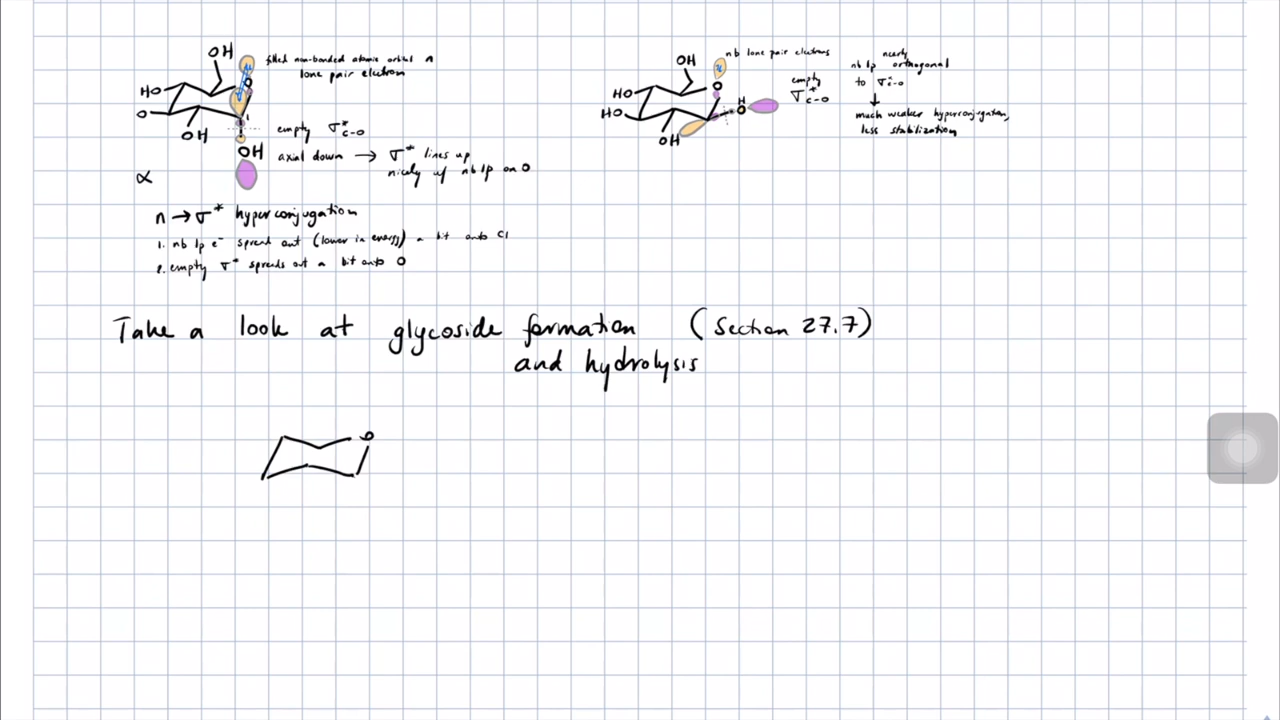 OH
HO
O
O
OH
1
OH
α
filled non-bonded atomic orbital n
lone pair electron
empty σ*C-O
axial down → σ* lines up
nicely w/ nb lp on O
n → σ* hyperconjugation
1. nb lp e⁻ spread out (lower in energy) a bit onto C1
2. empty σ* spreads out a bit onto O
OH
HO
HO
OH
O
H
O
nb lone pair electrons
empty
σ*C-O
nearly
nb lp orthogonal
to σ*C-O
↓
much weaker hyperconjugation,
less stabilization
Take a look at glycoside formation (Section 27.7)
and hydrolysis
O